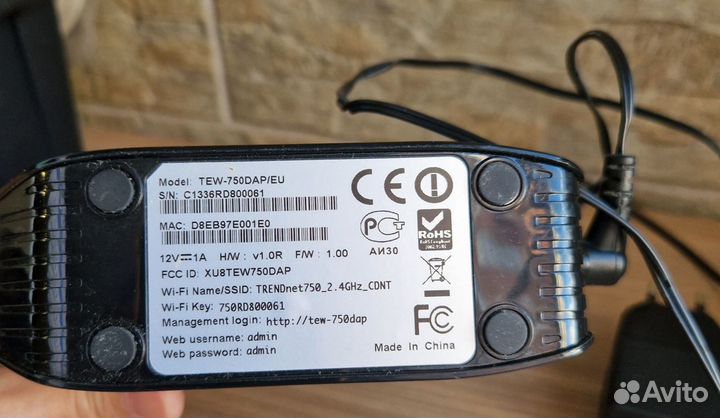 Model: TEW-750DAP/EU
S/N: C1336RD800061
MAC: D8EB97E001E0
12V⎓1A H/W: v1.0R F/W: 1.00
FCC ID: XU8TEW750DAP
Wi-Fi Name/SSID: TRENDnet750_2.4GHz_CDNT
Wi-Fi Key: 750RD800061
Management login: http://tew-750dap
Web username: admin
Web password: admin
CE
РСТ
АИ30
RoHS
FC
Made In China
Avito